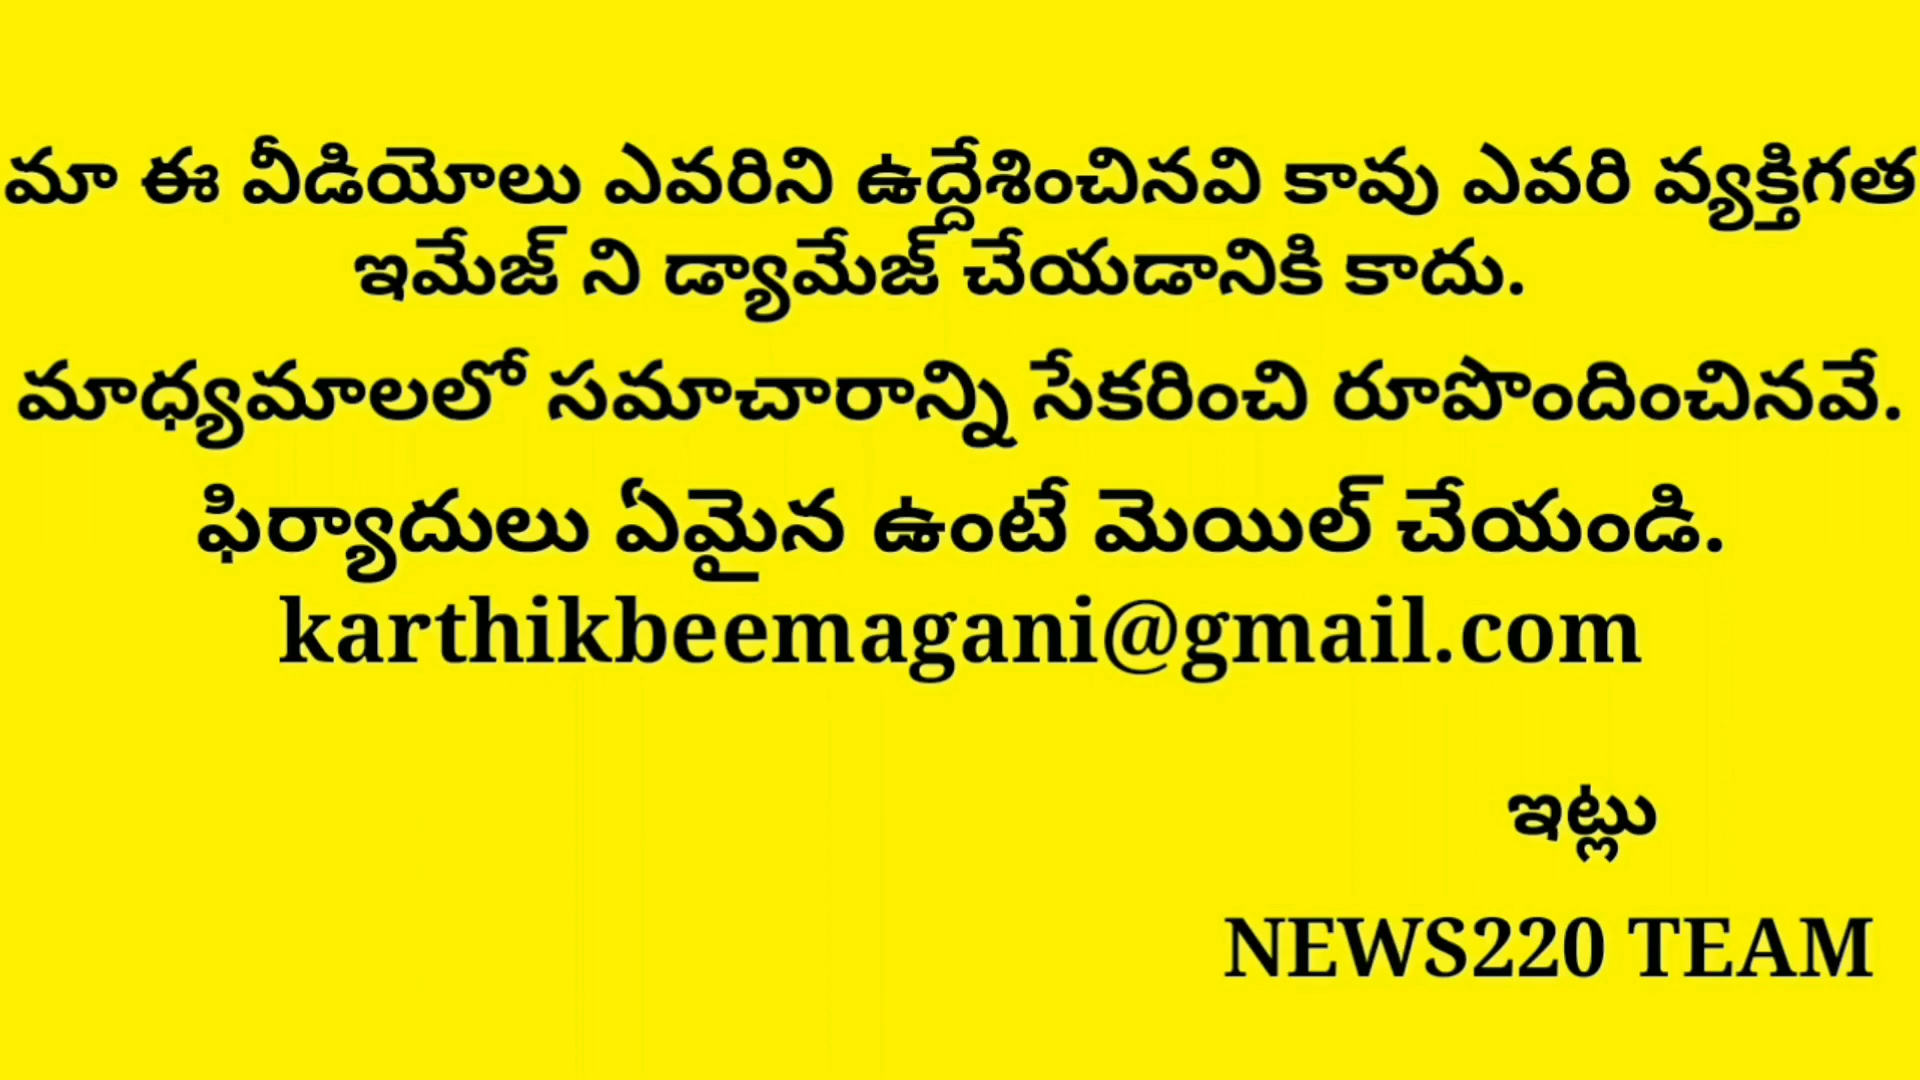 మా ఈ వీడియోలు ఎవరిని ఉద్దేశించినవి కావు ఎవరి వ్యక్తిగత
ఇమేజ్ ని డ్యామేజ్ చేయడానికి కాదు.
మాధ్యమాలలో సమాచారాన్ని సేకరించి రూపొందించినవే.
ఫిర్యాదులు ఏమైన ఉంటే మెయిల్ చేయండి.
karthikbeemagani@gmail.com
ఇట్లు
NEWS220 TEAM